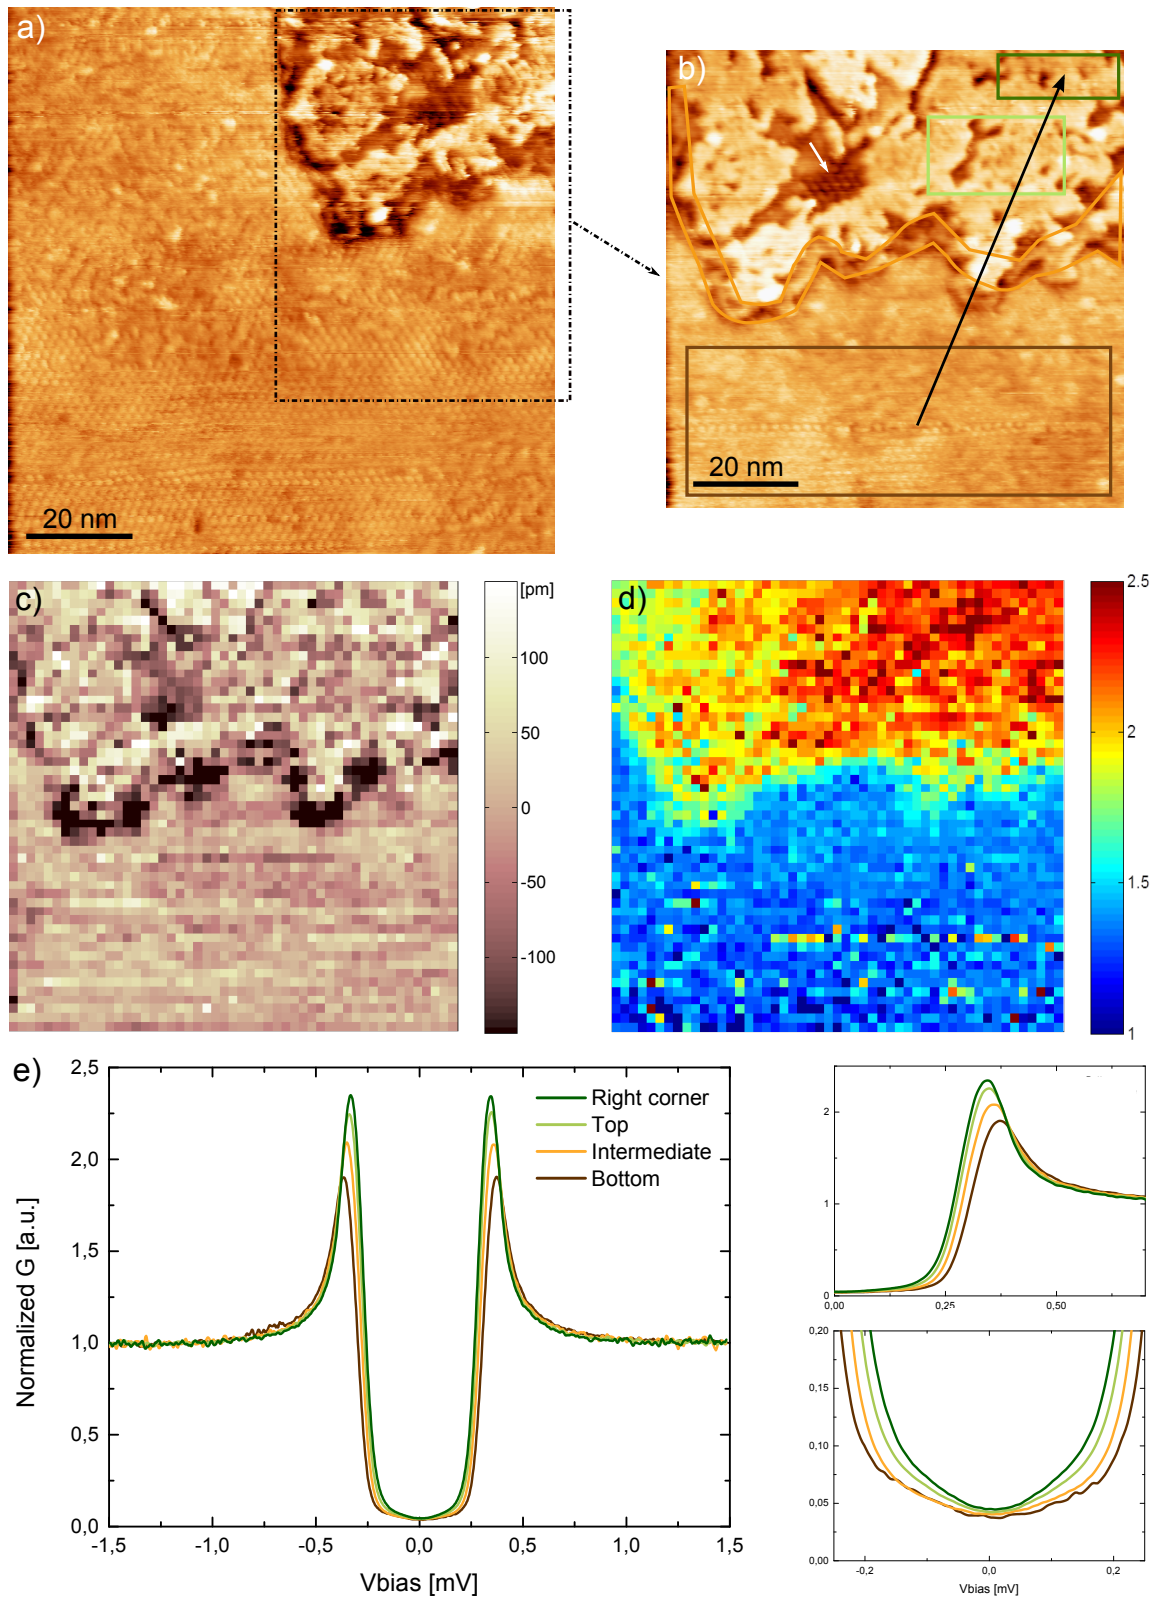 a)
20 nm
b)
20 nm
c)
[pm]
100
50
0
-50
-100
d)
2.5
2
1.5
1
e)
2,5
2,0
1,5
1,0
0,5
0,0
Normalized G [a.u.]
-1,5 -1,0 -0,5 0,0 0,5 1,0 1,5
Vbias [mV]
Right corner
Top
Intermediate
Bottom
2
1
0
0,00 0,25 0,50
0,20
0,15
0,10
0,05
0,00
-0,2 0,0 0,2
Vbias [mV]